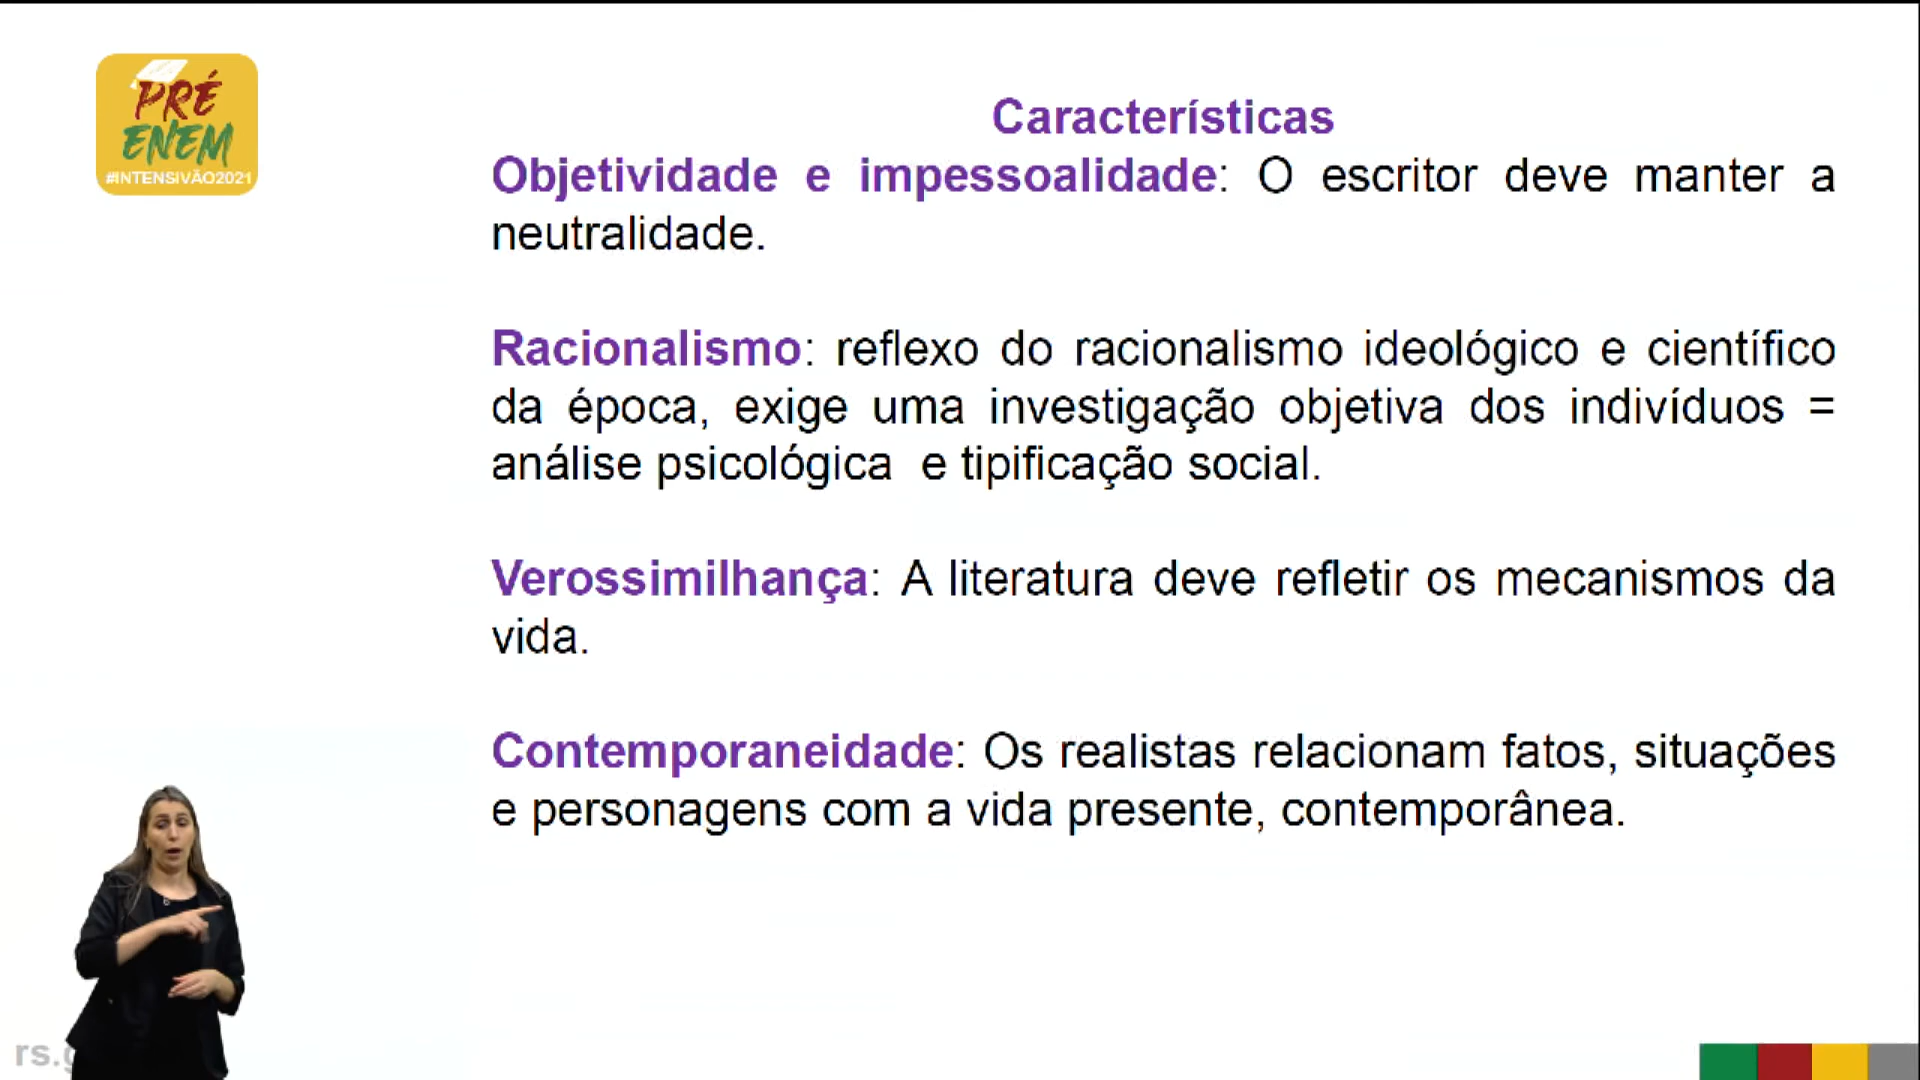 PRÉ
ENEM
#INTENSIVÃO2021
Características
Objetividade e impessoalidade: O escritor deve manter a
neutralidade.
Racionalismo: reflexo do racionalismo ideológico e científico
da época, exige uma investigação objetiva dos indivíduos =
análise psicológica e tipificação social.
Verossimilhança: A literatura deve refletir os mecanismos da
vida.
Contemporaneidade: Os realistas relacionam fatos, situações
e personagens com a vida presente, contemporânea.
rs.g